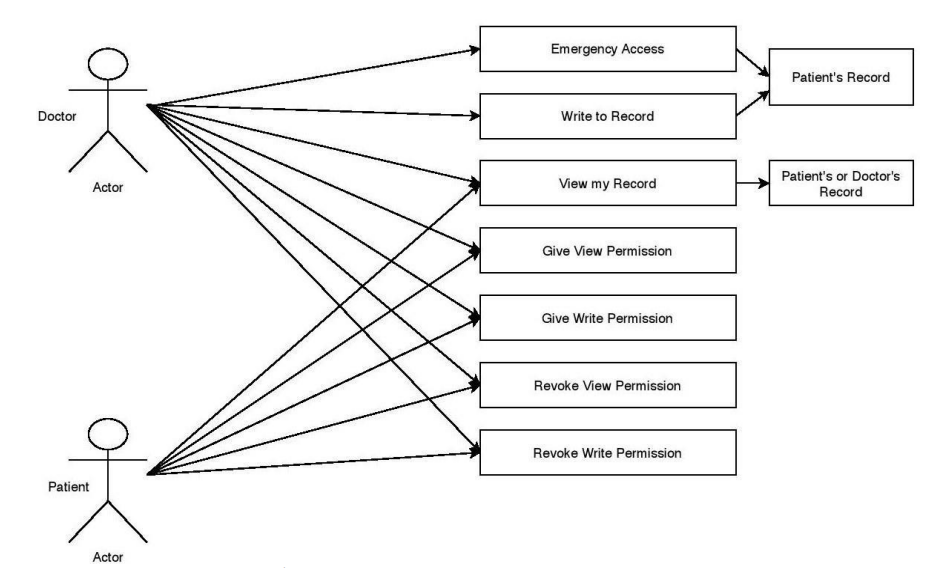 Emergency Access
Patient's Record
Doctor
Write to Record
Actor
View my Record
Patient's or Doctor's
Record
Give View Permission
Give Write Permission
Revoke View Permission
Revoke Write Permission
Patient
Actor